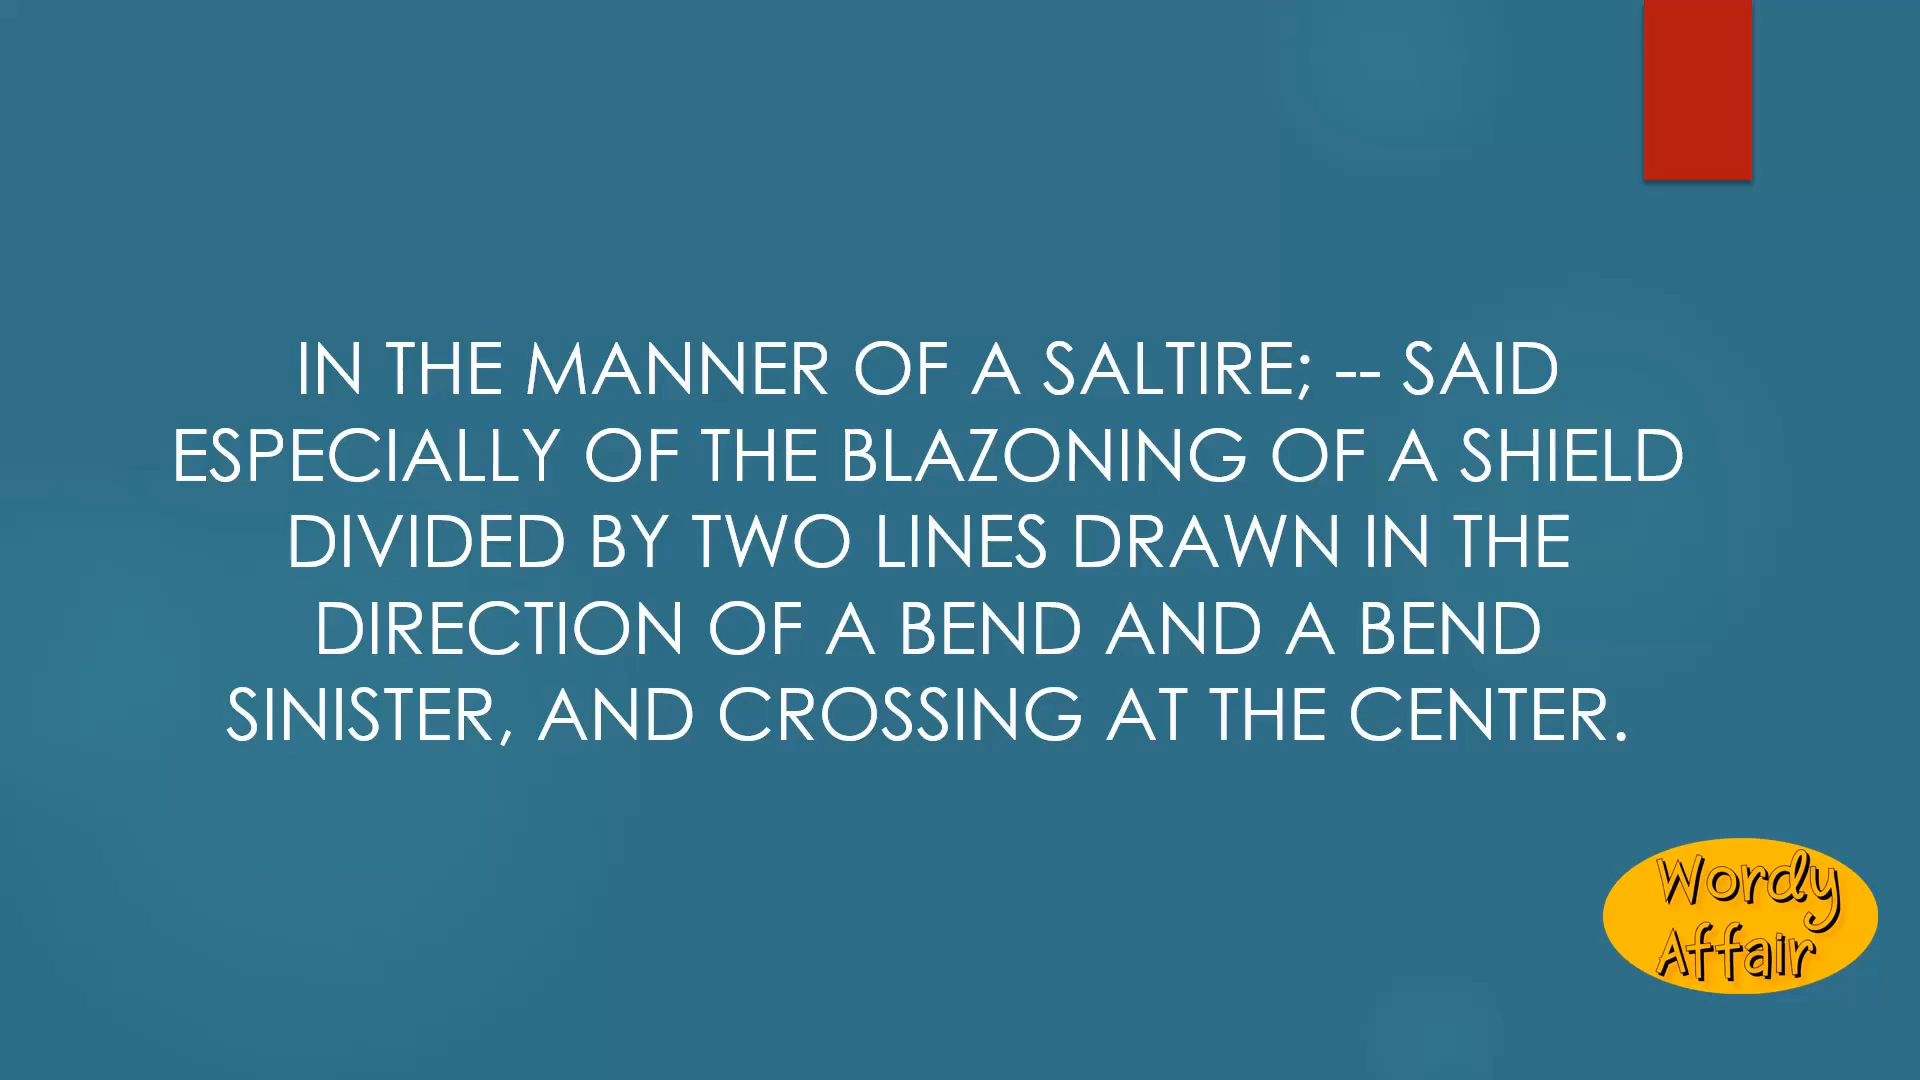 IN THE MANNER OF A SALTIRE; -- SAID
ESPECIALLY OF THE BLAZONING OF A SHIELD
DIVIDED BY TWO LINES DRAWN IN THE
DIRECTION OF A BEND AND A BEND
SINISTER, AND CROSSING AT THE CENTER.
Wordy
Affair